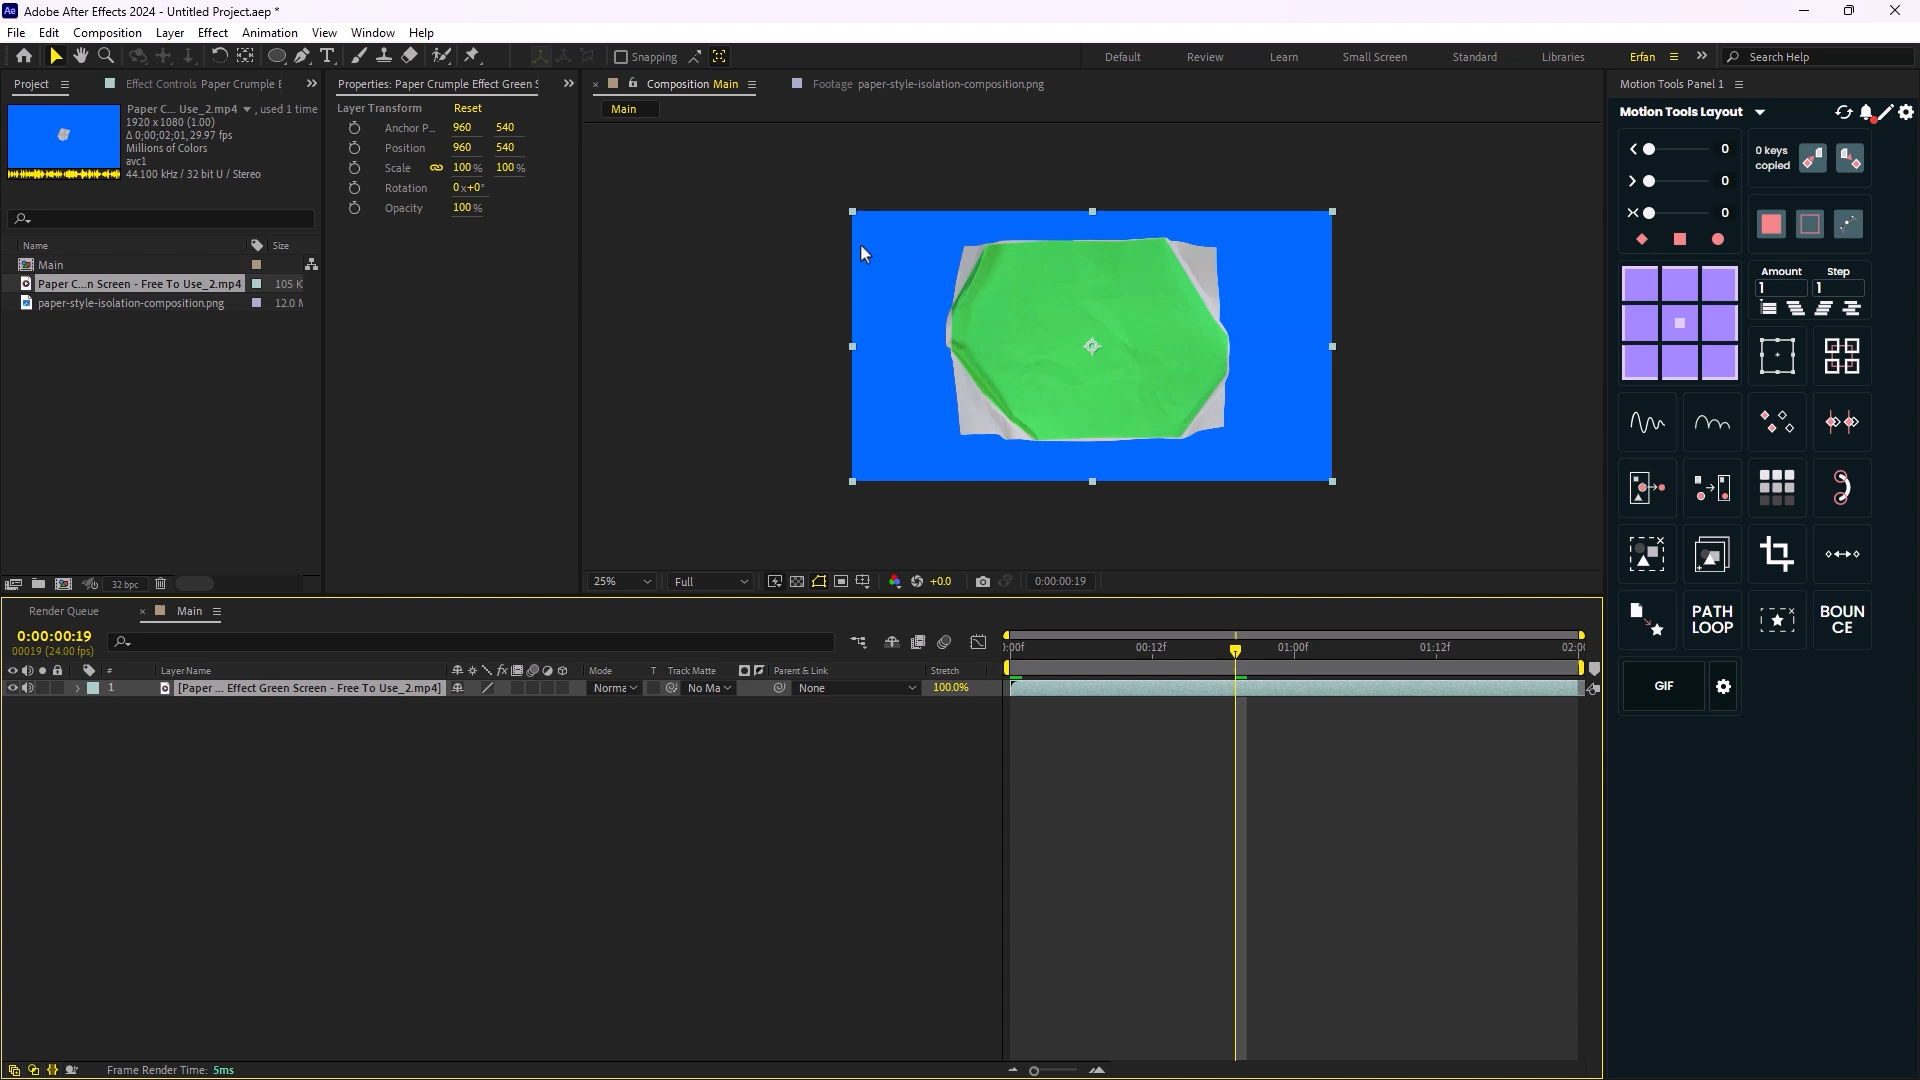 Ae Adobe After Effects 2024 - Untitled Project.aep *
File Edit Composition Layer Effect Animation View Window Help
Snapping Default Review Learn Small Screen Standard Libraries Erfan Search Help
Project Effect Controls Paper Crumple E
Paper C... Use_2.mp4 , used 1 time
1920 x 1080 (1.00)
Δ 0;00;02;01, 29.97 fps
Millions of Colors
avc1
44.100 kHz / 32 bit U / Stereo
Name Size
Main
Paper C...n Screen - Free To Use_2.mp4 105 K
paper-style-isolation-composition.png 12.0 M
32 bpc
Properties: Paper Crumple Effect Green S
Layer Transform Reset
Anchor P... 960 540
Position 960 540
Scale 100 % 100 %
Rotation 0x+0°
Opacity 100 %
Composition Main Footage paper-style-isolation-composition.png
Main
25% Full +0.0 0:00:00:19
Motion Tools Panel 1
Motion Tools Layout
0
0 keys
copied
0
0
Amount Step
1 1
PATH
LOOP
BOUN
CE
GIF
Render Queue Main
0:00:00:19
00019 (24.00 fps)
# Layer Name Mode T Track Matte Parent & Link Stretch
1 [Paper ... Effect Green Screen - Free To Use_2.mp4] Norma No Ma None 100.0%
):00f 00:12f 01:00f 01:12f 02:00
Frame Render Time: 5ms